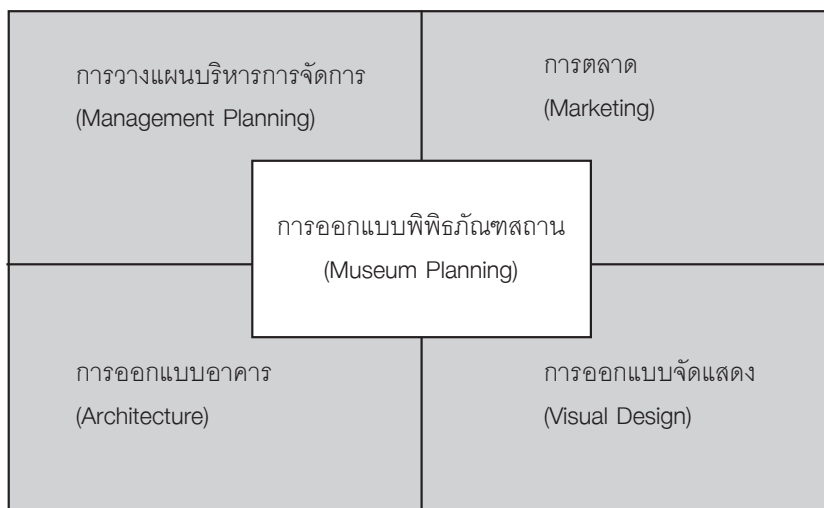 การวางแผนบริหารการจัดการ
(Management Planning)
การตลาด
(Marketing)
การออกแบบพิพิธภัณฑสถาน
(Museum Planning)
การออกแบบอาคาร
(Architecture)
การออกแบบจัดแสดง
(Visual Design)